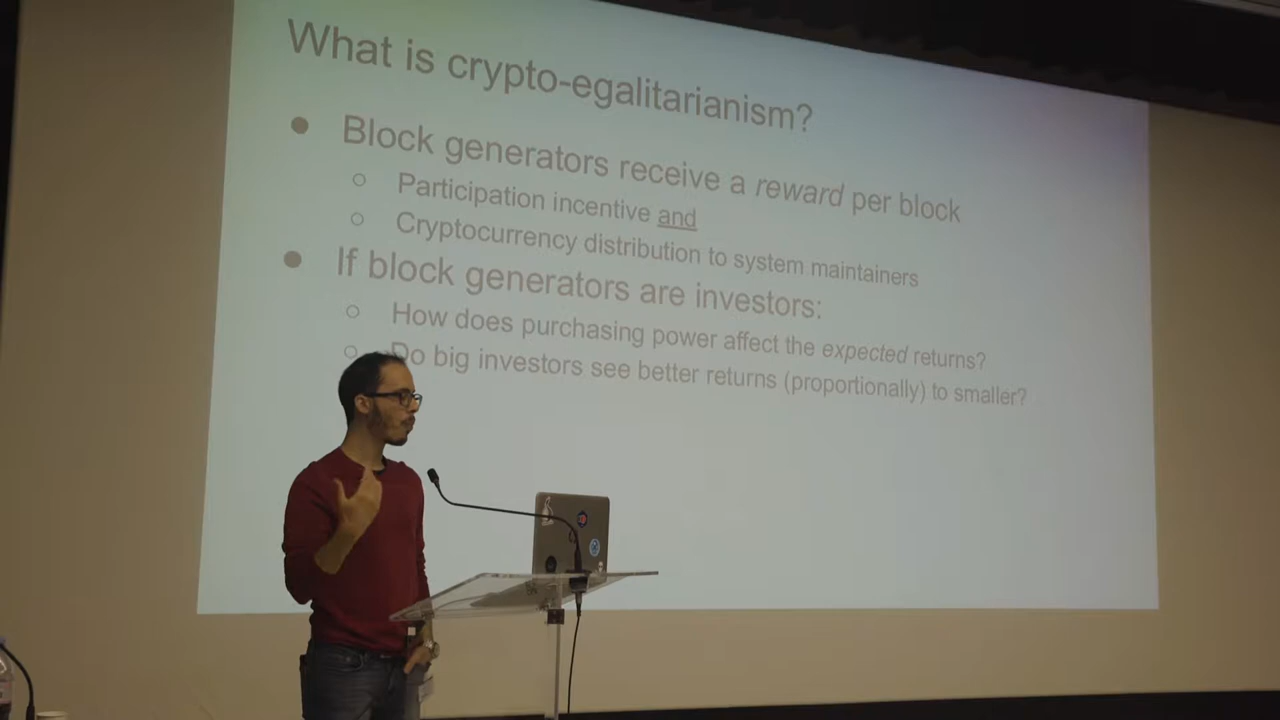 What is crypto-egalitarianism?
Block generators receive a reward per block
Participation incentive and
Cryptocurrency distribution to system maintainers
If block generators are investors:
How does purchasing power affect the expected returns?
Do big investors see better returns (proportionally) to smaller?